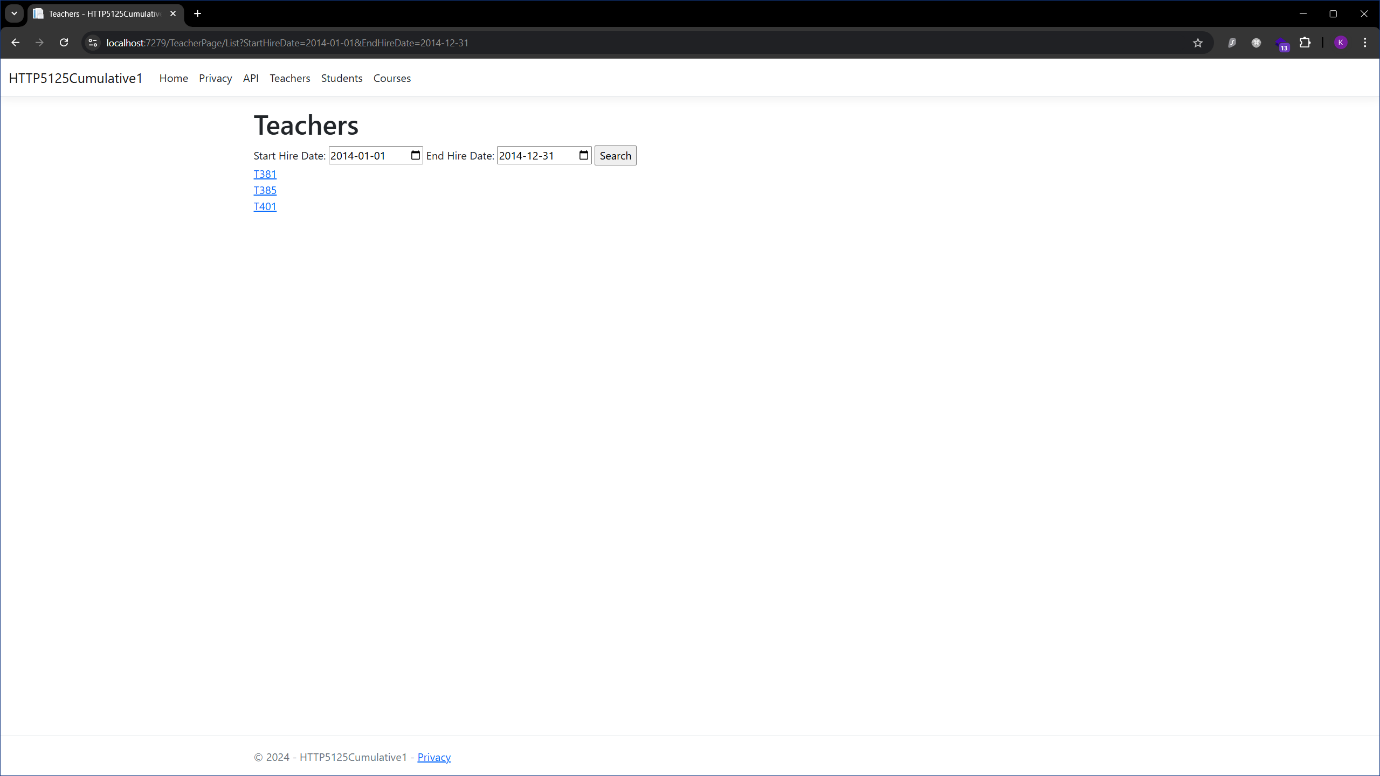 Teachers - HTTP5125Cumulativ
localhost:7279/TeacherPage/List?StartHireDate=2014-01-01&EndHireDate=2014-12-31
13
K
HTTP5125Cumulative1 Home Privacy API Teachers Students Courses
Teachers
Start Hire Date: 2014-01-01 End Hire Date: 2014-12-31 Search
T381
T385
T401
© 2024 - HTTP5125Cumulative1 - Privacy